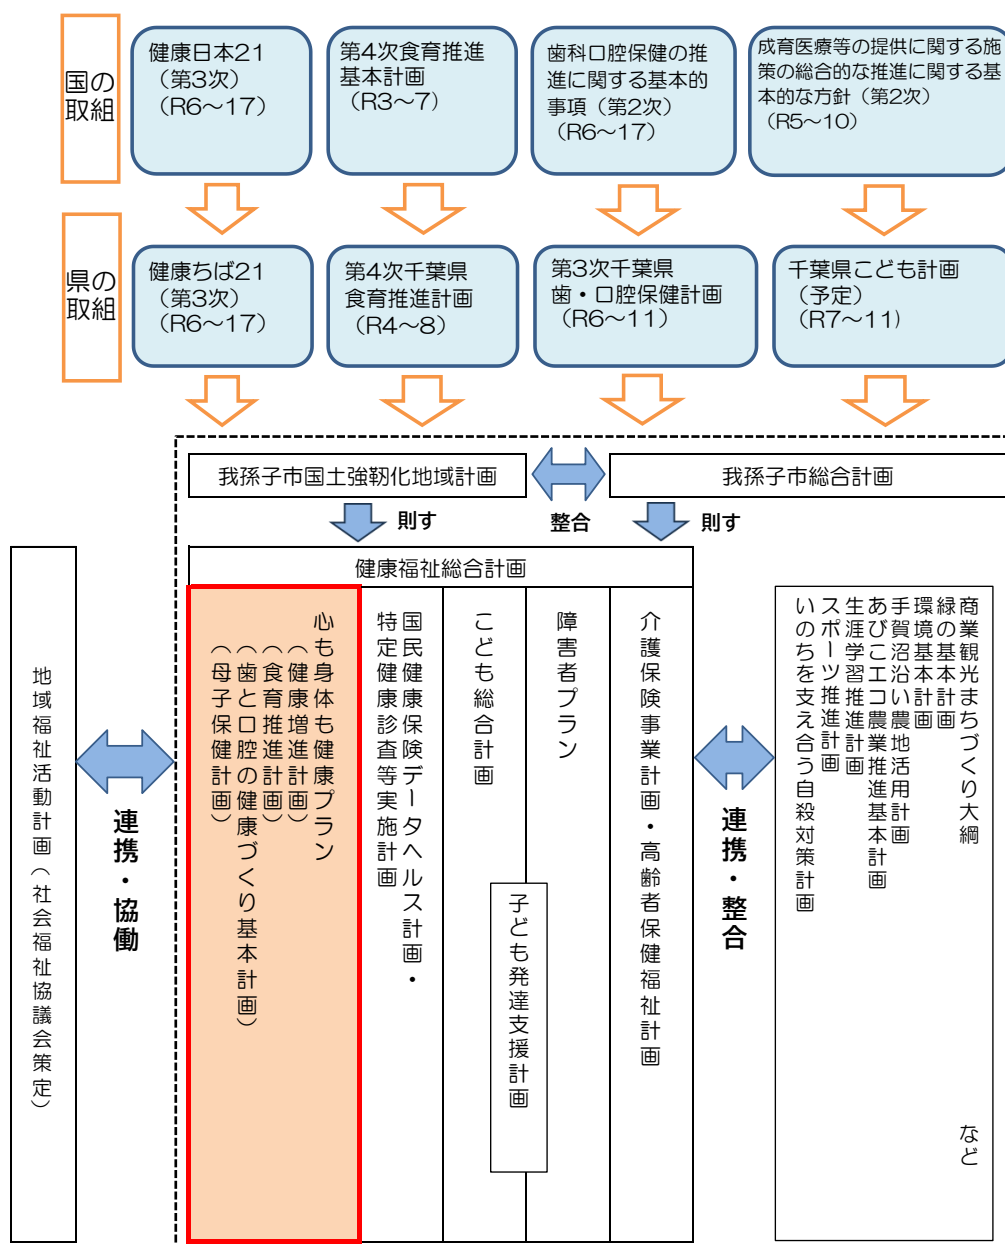 国の
取組
健康日本21
(第3次)
(R6~17)
第4次食育推進
基本計画
(R3~7)
歯科口腔保健の推
進に関する基本的
事項(第2次)
(R6~17)
成育医療等の提供に関する施
策の総合的な推進に関する基
本的な方針(第2次)
(R5~10)
県の
取組
健康ちば21
(第3次)
(R6~17)
第4次千葉県
食育推進計画
(R4~8)
第3次千葉県
歯・口腔保健計画
(R6~11)
千葉県こども計画
(予定)
(R7~11)
我孫子市国土強靭化地域計画
我孫子市総合計画
則す
整合
則す
健康福祉総合計画
地域福祉活動計画(社会福祉協議会策定)
連携・協働
心も身体も健康プラン
(健康増進計画)
(食育推進計画)
(歯と口腔の健康づくり基本計画)
(母子保健計画)
国民健康保険データヘルス計画・
特定健康診査等実施計画
こども総合計画
障害者プラン
子ども発達支援計画
介護保険事業計画・高齢者保健福祉計画
連携・整合
商業観光まちづくり大綱
緑の基本計画
環境基本計画
手賀沼沿い農地活用計画
あびこエコ農業推進基本計画
生涯学習推進計画
スポーツ推進計画
いのちを支え合う自殺対策計画
など